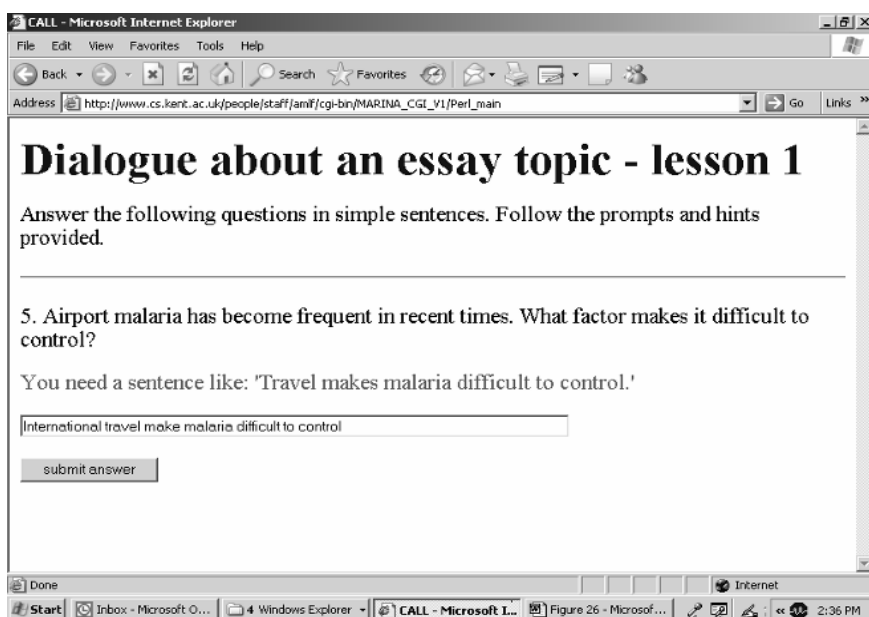 CALL - Microsoft Internet Explorer
File Edit View Favorites Tools Help
Back Search Favorites
Address http://www.cs.kent.ac.uk/people/staff/amlf/cgi-bin/MARINA_CGI_V1/Perl_main Go Links »
Dialogue about an essay topic - lesson 1
Answer the following questions in simple sentences. Follow the prompts and hints
provided.
5. Airport malaria has become frequent in recent times. What factor makes it difficult to
control?
You need a sentence like: 'Travel makes malaria difficult to control.'
International travel make malaria difficult to control
submit answer
Done Internet
Start Inbox - Microsoft O... 4 Windows Explorer CALL - Microsoft I... Figure 26 - Microsof... « 2:36 PM